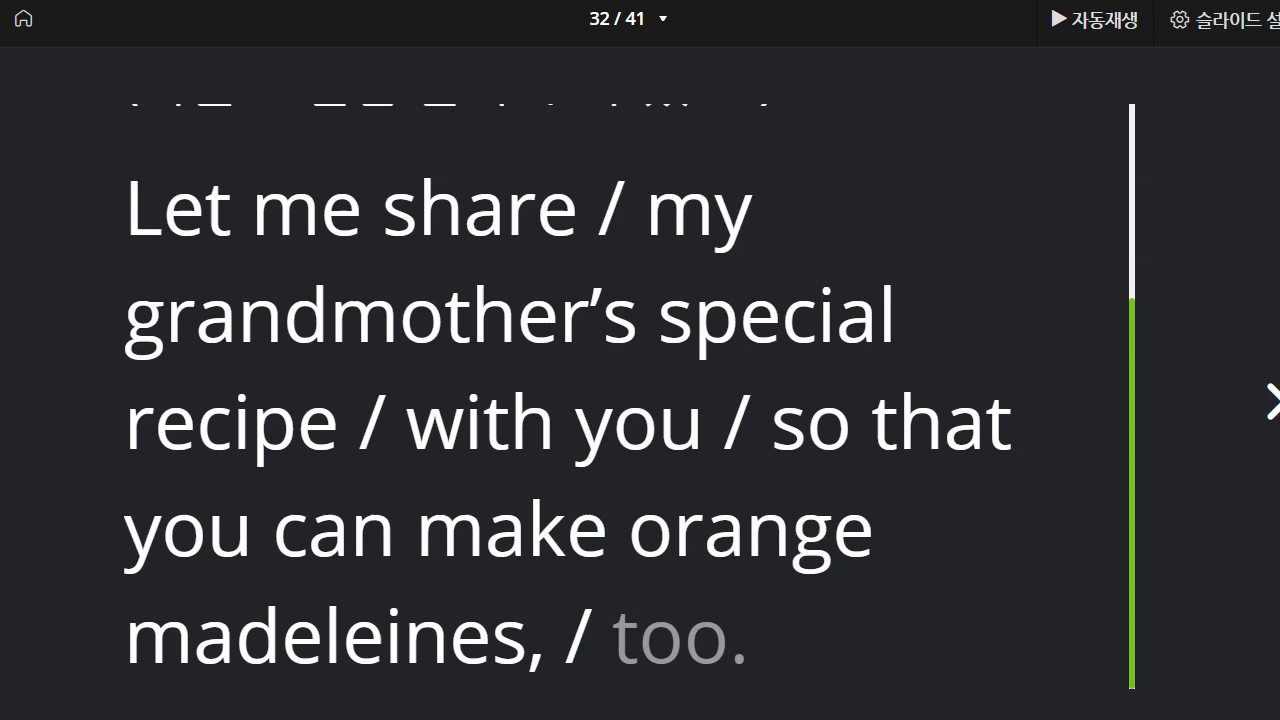 32 / 41
자동재생
슬라이드
Let me share / my
grandmother’s special
recipe / with you / so that
you can make orange
madeleines, / too.